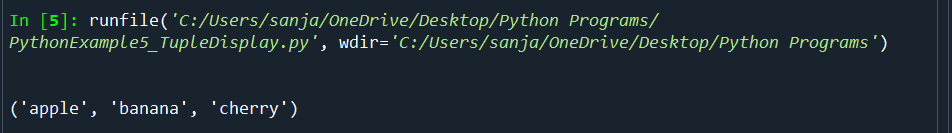 In [5]: runfile('C:/Users/sanja/OneDrive/Desktop/Python Programs/
PythonExample5_TupleDisplay.py', wdir='C:/Users/sanja/OneDrive/Desktop/Python Programs')
('apple', 'banana', 'cherry')